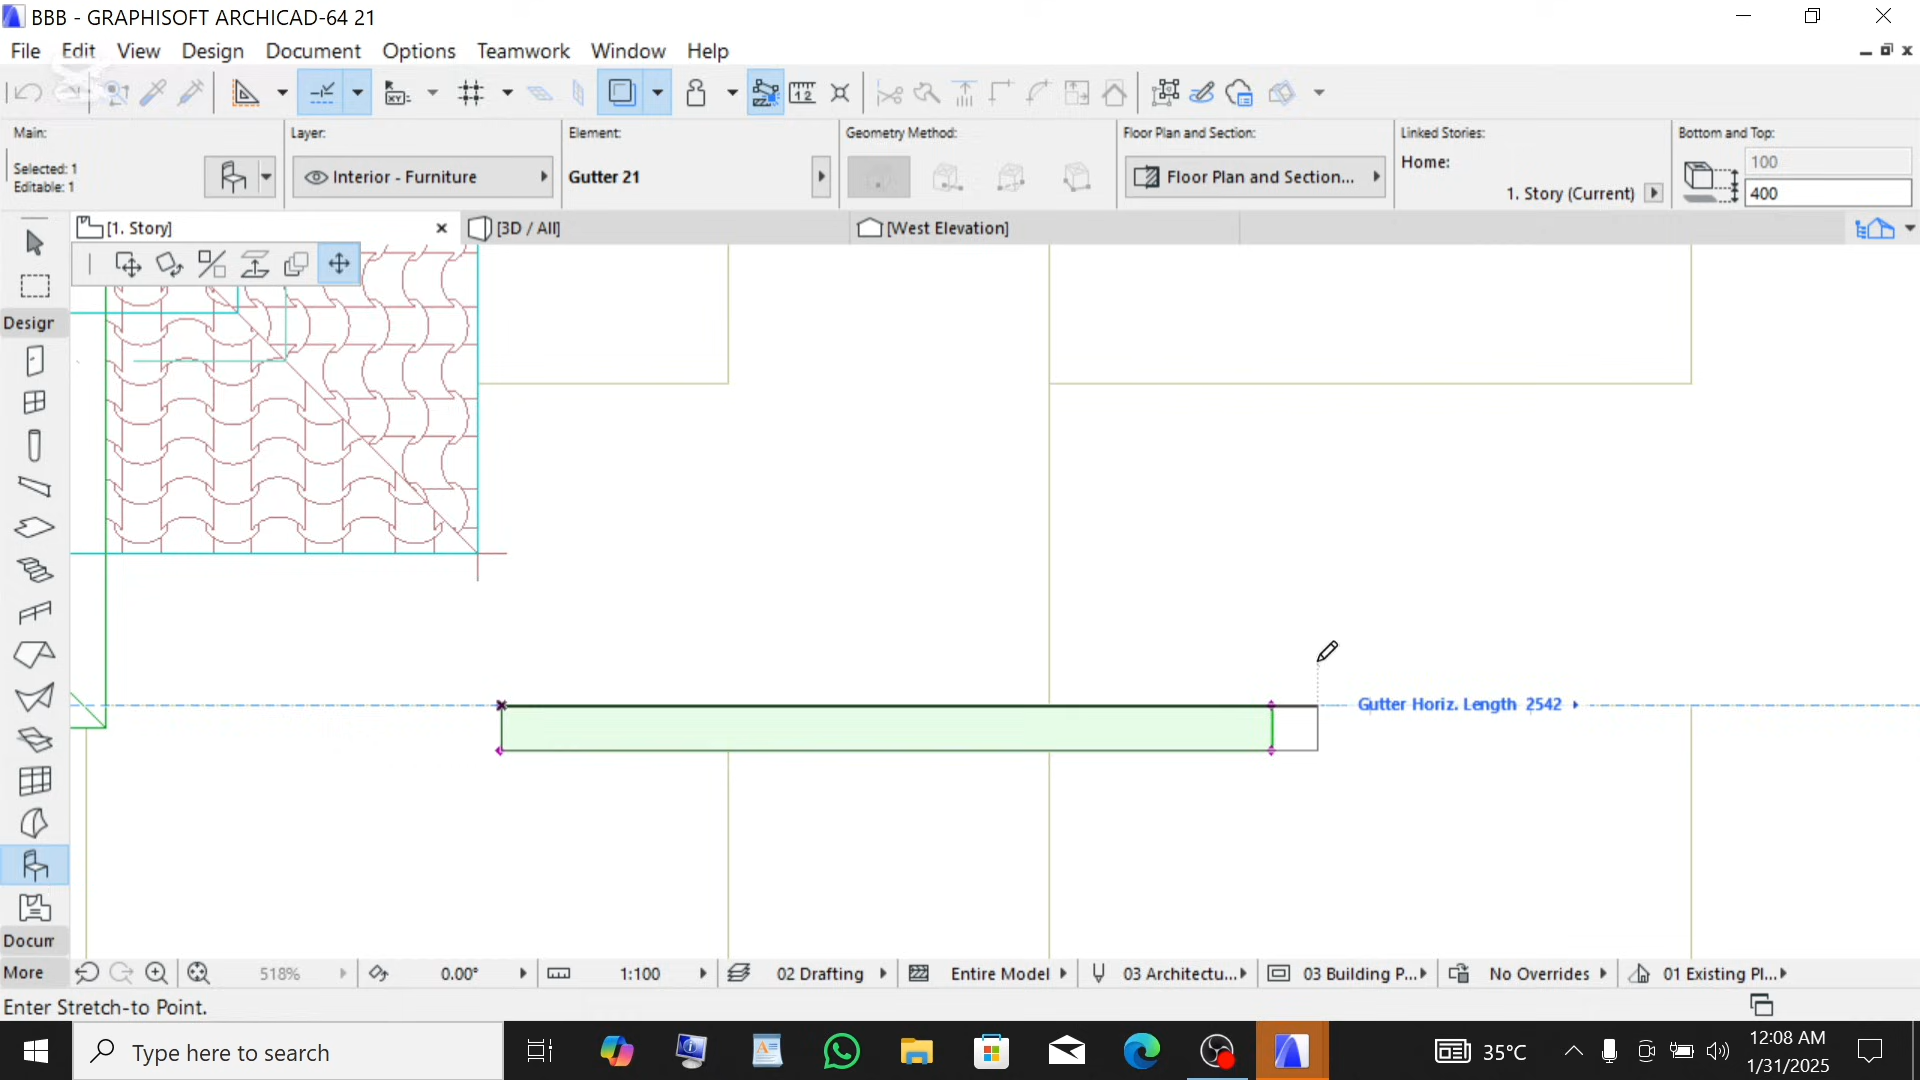 BBB - GRAPHISOFT ARCHICAD-64 21
File Edit View Design Document Options Teamwork Window Help
Main: Layer: Element: Geometry Method: Floor Plan and Section: Linked Stories: Bottom and Top:
Selected: 1
Editable: 1
Interior - Furniture
Gutter 21
Floor Plan and Section...
Home:
1. Story (Current)
100
400
[1. Story] [3D / All] [West Elevation]
Design
Gutter Horiz. Length 2542
Docum
More
518% 0.00° 1:100 02 Drafting Entire Model 03 Architectu... 03 Building P... No Overrides 01 Existing Pl...
Enter Stretch-to Point.
Type here to search
35°C
12:08 AM
1/31/2025